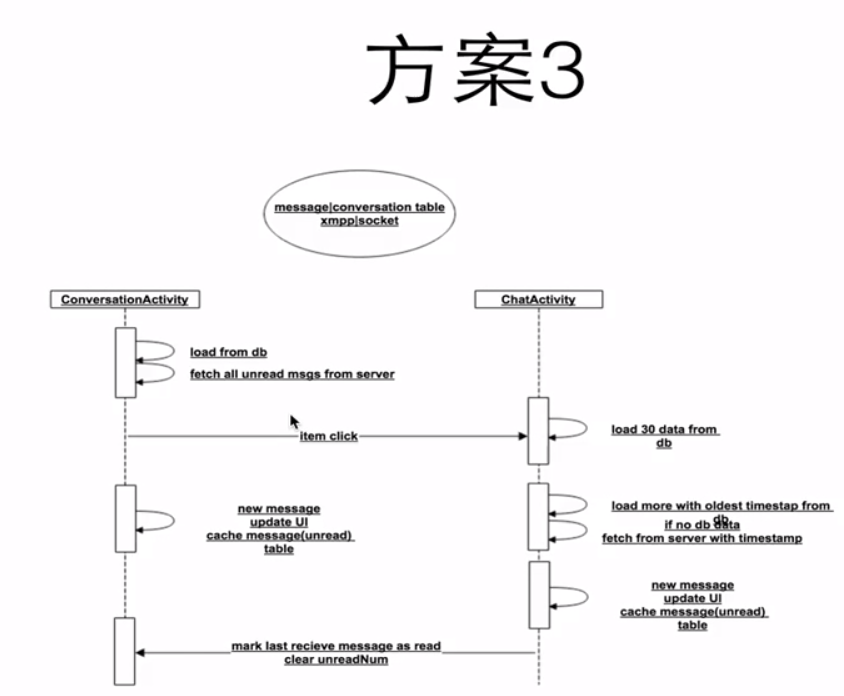 方案3
message|conversation table
xmpp|socket
ConversationActivity
ChatActivity
load from db
fetch all unread msgs from server
item click
load 30 data from
db
new message
update UI
cache message(unread)
table
load more with oldest timestap from
db
if no db data
fetch from server with timestamp
new message
update UI
cache message(unread)
table
mark last recieve message as read
clear unreadNum